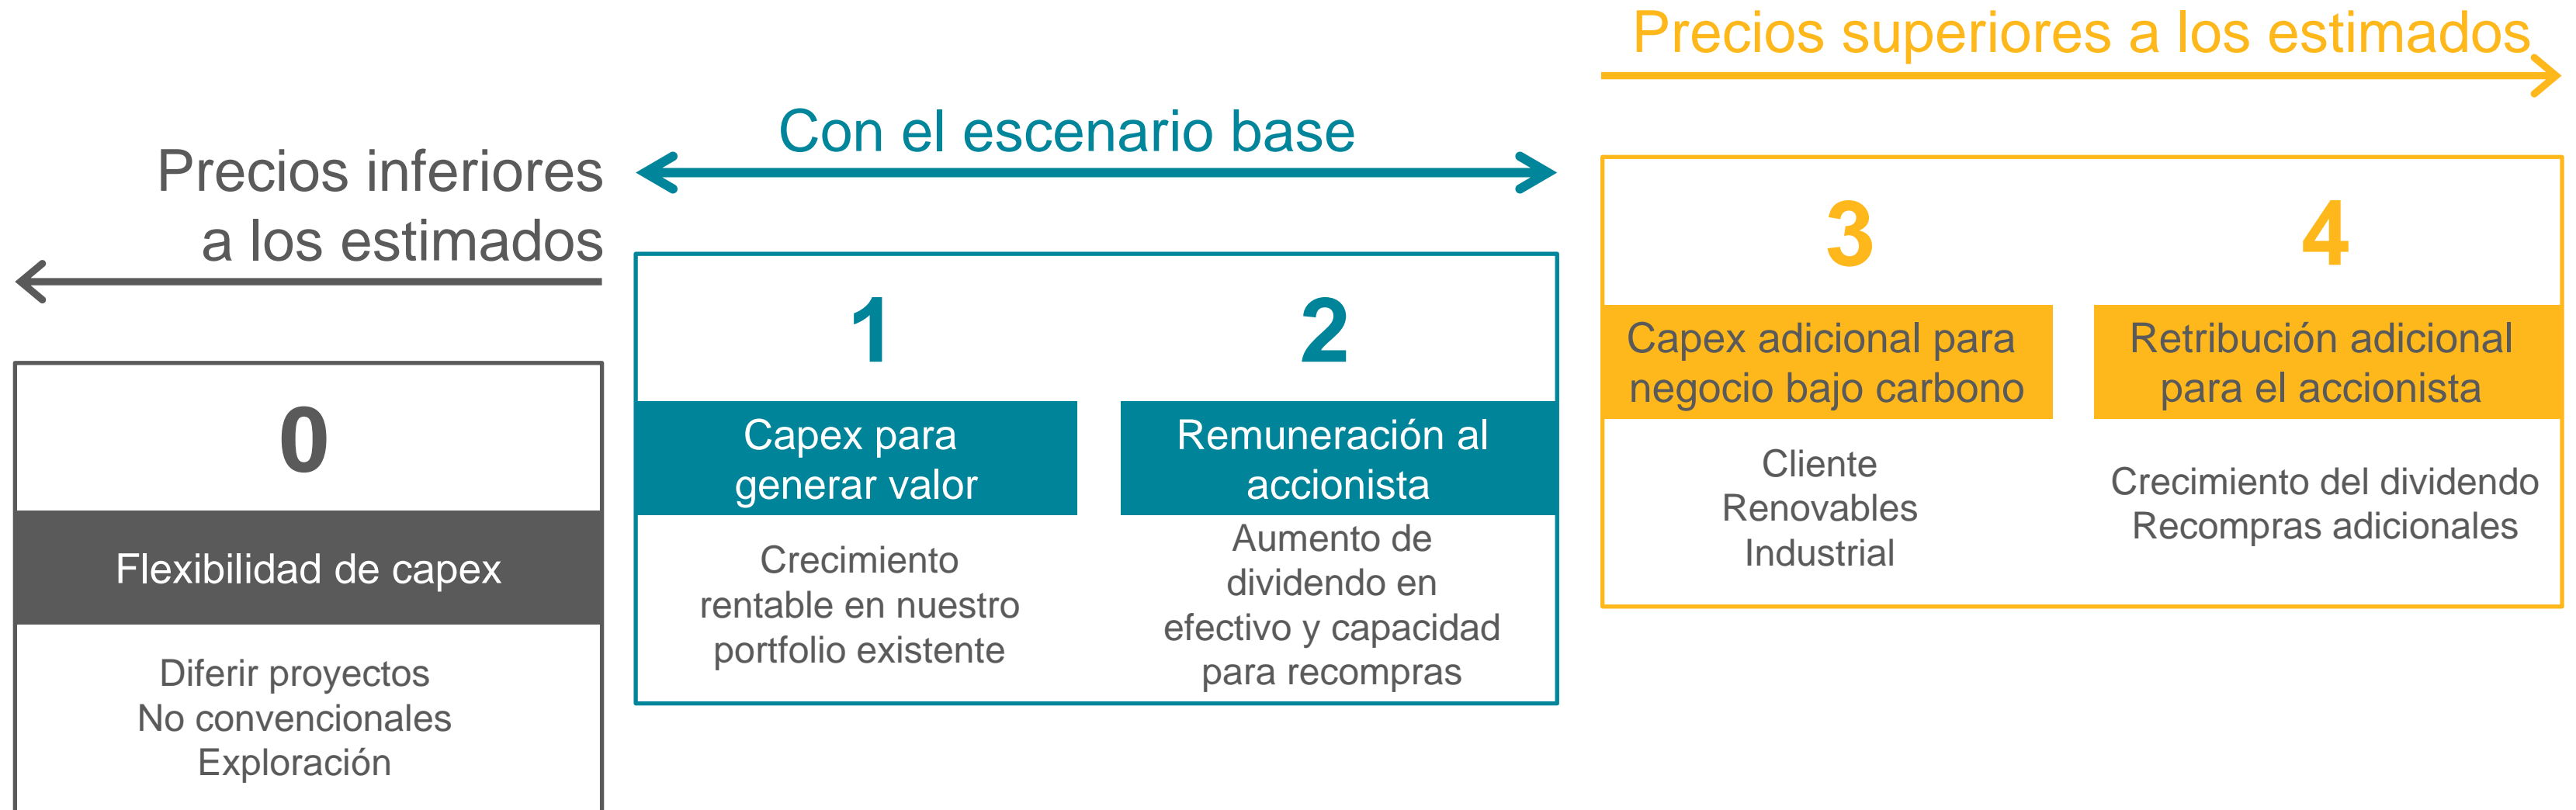 Precios inferiores
a los estimados
0
Flexibilidad de capex
Diferir proyectos
No convencionales
Exploración
Con el escenario base
1
Capex para
generar valor
Crecimiento
rentable en nuestro
portfolio existente
2
Remuneración al
accionista
Aumento de
dividendo en
efectivo y capacidad
para recompras
Precios superiores a los estimados
3
Capex adicional para
negocio bajo carbono
Cliente
Renovables
Industrial
4
Retribución adicional
para el accionista
Crecimiento del dividendo
Recompras adicionales